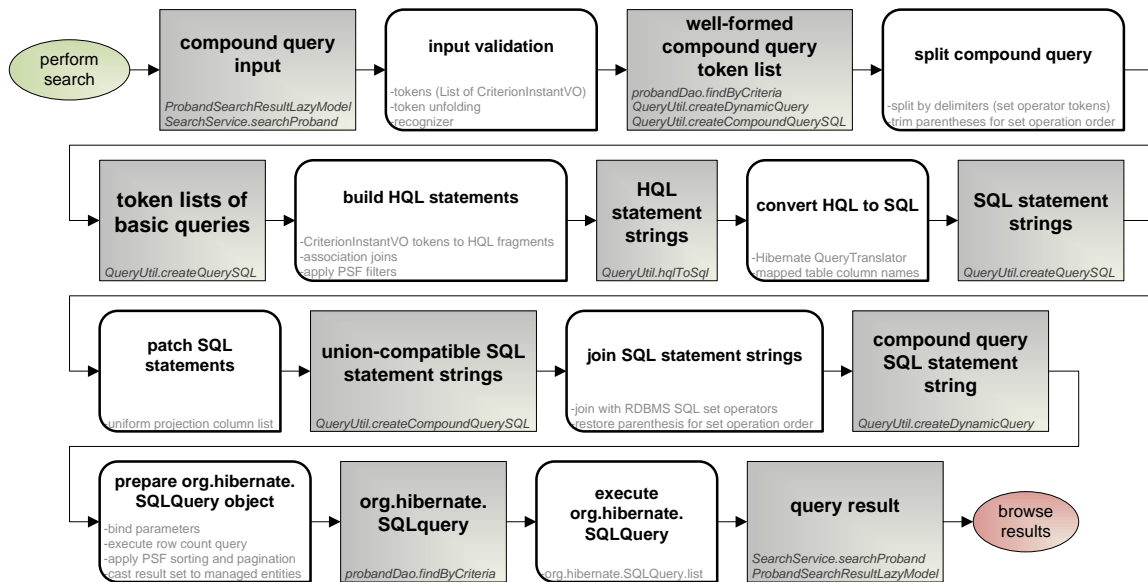 perform
search
compound query
input
ProbandSearchResultLazyModel
SearchService.searchProband
input validation
-tokens (List of CriterionInstantVO)
-token unfolding
-recognizer
well-formed
compound query
token list
probandDao.findByCriteria
QueryUtil.createDynamicQuery
QueryUtil.createCompoundQuerySQL
split compound query
-split by delimiters (set operator tokens)
-trim parentheses for set operation order
token lists of
basic queries
QueryUtil.createQuerySQL
build HQL statements
-CriterionInstantVO tokens to HQL fragments
-association joins
-apply PSF filters
HQL
statement
strings
QueryUtil.hqlToSql
convert HQL to SQL
-Hibernate QueryTranslator
-mapped table column names
SQL statement
strings
QueryUtil.createQuerySQL
patch SQL
statements
-uniform projection column list
union-compatible SQL
statement strings
QueryUtil.createCompoundQuerySQL
join SQL statement strings
-join with RDBMS SQL set operators
-restore parenthesis for set operation order
compound query
SQL statement
string
QueryUtil.createDynamicQuery
prepare org.hibernate.
SQLQuery object
-bind parameters
-execute row count query
-apply PSF sorting and pagination
-cast result set to managed entities
org.hibernate.
SQLquery
probandDao.findByCriteria
execute
org.hibernate.
SQLQuery
-org.hibernate.SQLQuery.list
query result
SearchService.searchProband
ProbandSearchResultLazyModel
browse
results